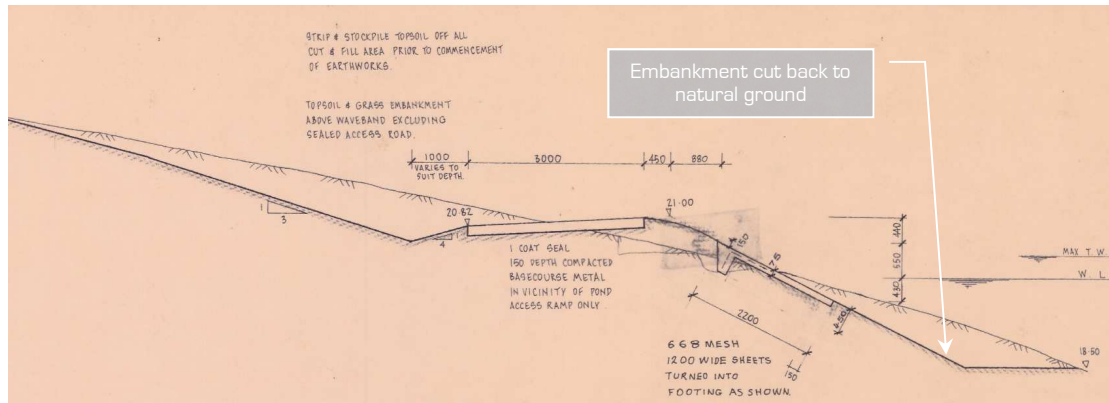 STRIP & STOCKPILE TOPSOIL OFF ALL
CUT & FILL AREA PRIOR TO COMMENCEMENT
OF EARTHWORKS.
Embankment cut back to
natural ground
TOPSOIL & GRASS EMBANKMENT
ABOVE WAVEBAND EXCLUDING
SEALED ACCESS ROAD.
1000
VARIES TO
SUIT DEPTH.
3000
450
880
1
3
20.82
1
4
21.00
150
75
440
650
430
MAX T.W.
W L
1 COAT SEAL
150 DEPTH COMPACTED
BASECOURSE METAL
IN VICINITY OF POND
ACCESS RAMP ONLY
2200
150
668 MESH
1200 WIDE SHEETS
TURNED INTO
FOOTING AS SHOWN.
18.50